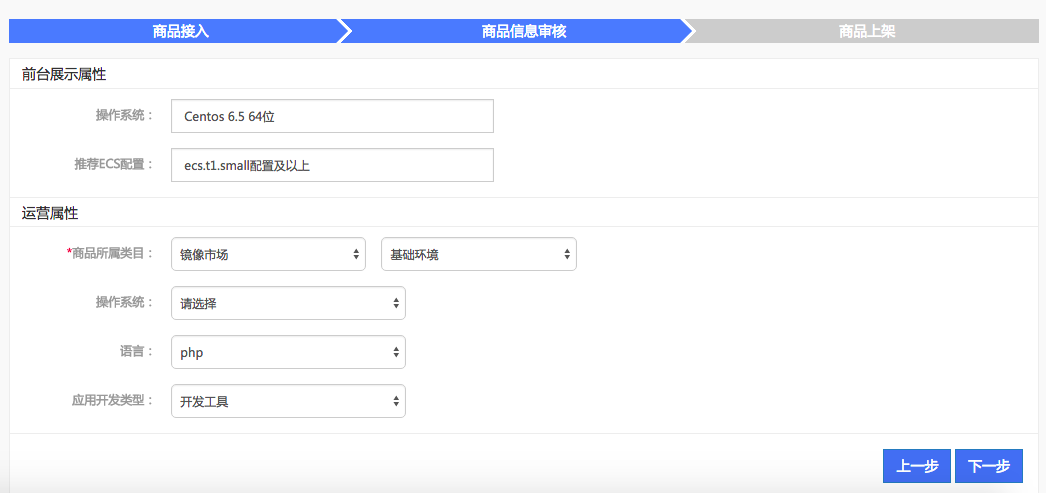 商品接入 商品信息审核 商品上架
前台展示属性
操作系统： Centos 6.5 64位
推荐ECS配置： ecs.t1.small配置及以上
运营属性
*商品所属类目： 镜像市场 基础环境
操作系统： 请选择
语言： php
应用开发类型： 开发工具
上一步 下一步